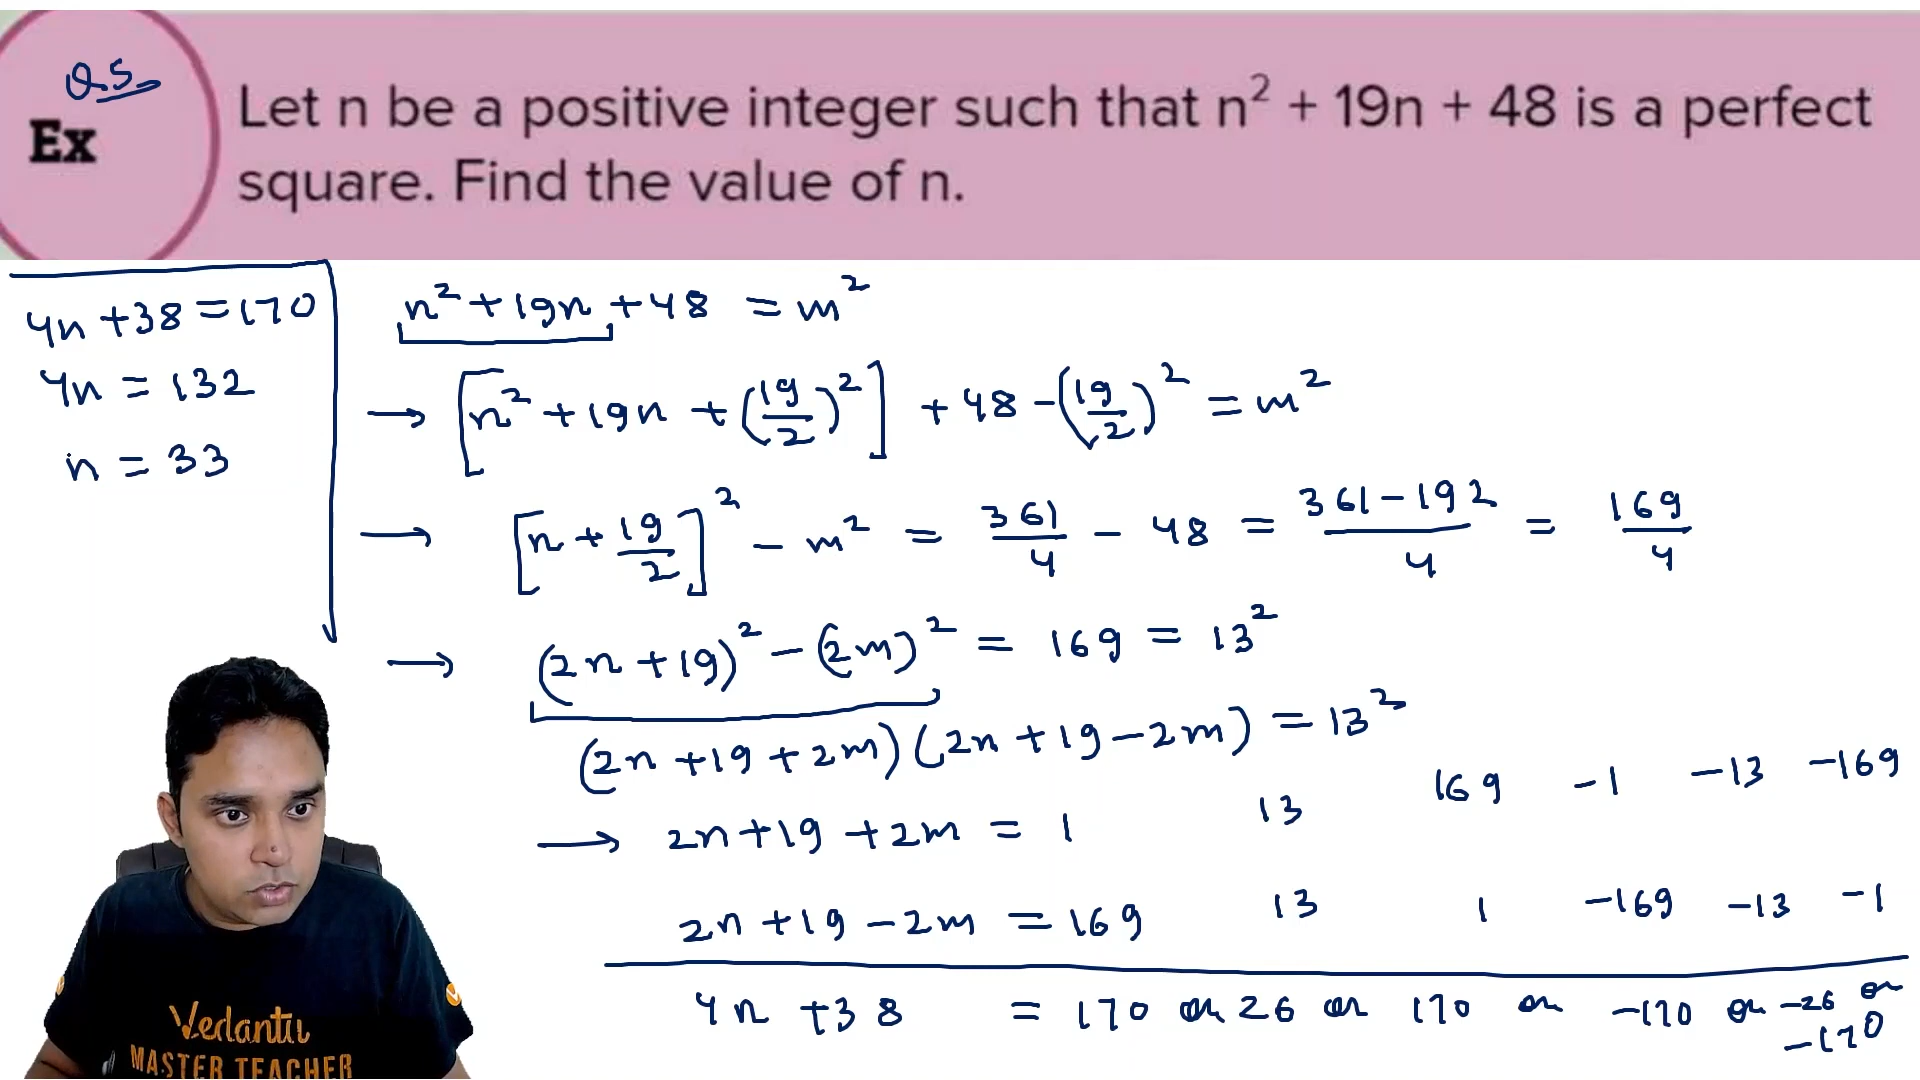 Q.5.
Ex
Let n be a positive integer such that n² + 19n + 48 is a perfect
square. Find the value of n.
4n + 38 = 170
4n = 132
n = 33
n² + 19n + 48 = m²
→ [n² + 19n + (19/2)²] + 48 - (19/2)² = m²
→ [n + 19/2]² - m² = 361/4 - 48 = (361 - 192)/4 = 169/4
→ (2n + 19)² - (2m)² = 169 = 13²
(2n + 19 + 2m)(2n + 19 - 2m) = 13²
→ 2n + 19 + 2m = 1 13 169 -1 -13 -169
2n + 19 - 2m = 169 13 1 -169 -13 -1
4n + 38 = 170 or 26 or 170 or -170 or -26 or -170
Vedantu
MASTER TEACHER